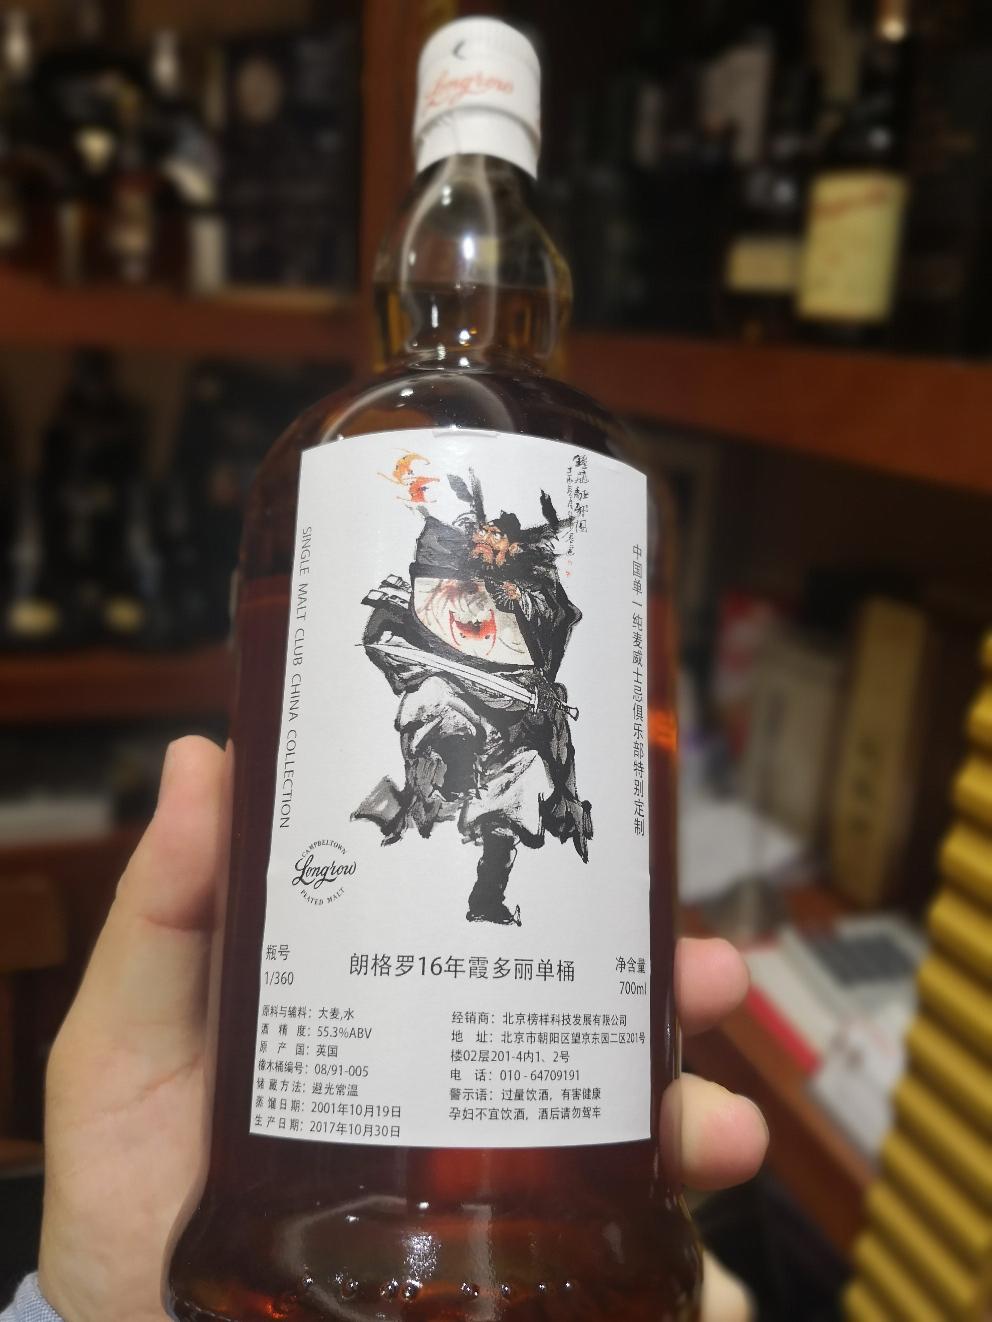 Longrow
SINGLE MALT CLUB CHINA COLLECTION
中国单一纯麦威士忌俱乐部特别定制
CAMPBELTOWN
Longrow
PEATED MALT
瓶号
1/360
朗格罗16年霞多丽单桶
净含量
700ml
原料与辅料：大麦,水
酒 精 度：55.3%ABV
原 产 国：英国
橡木桶编号：08/91-005
储藏方法：避光常温
蒸馏日期：2001年10月19日
生产日期：2017年10月30日
经销商：北京榜样科技发展有限公司
地 址：北京市朝阳区望京东园二区201号
楼02层201-4内1、2号
电 话：010-64709191
警示语：过量饮酒，有害健康
孕妇不宜饮酒，酒后请勿驾车